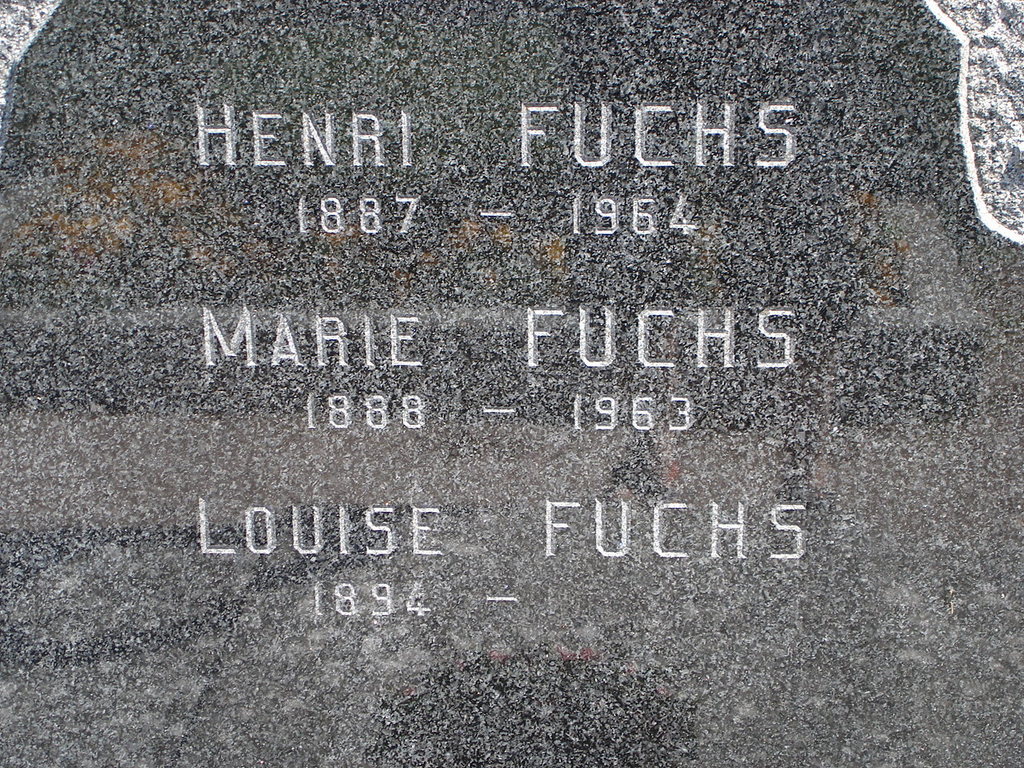 HENRI FUCHS
1887 – 1964
MARIE FUCHS
1888 – 1963
LOUISE FUCHS
1894 –